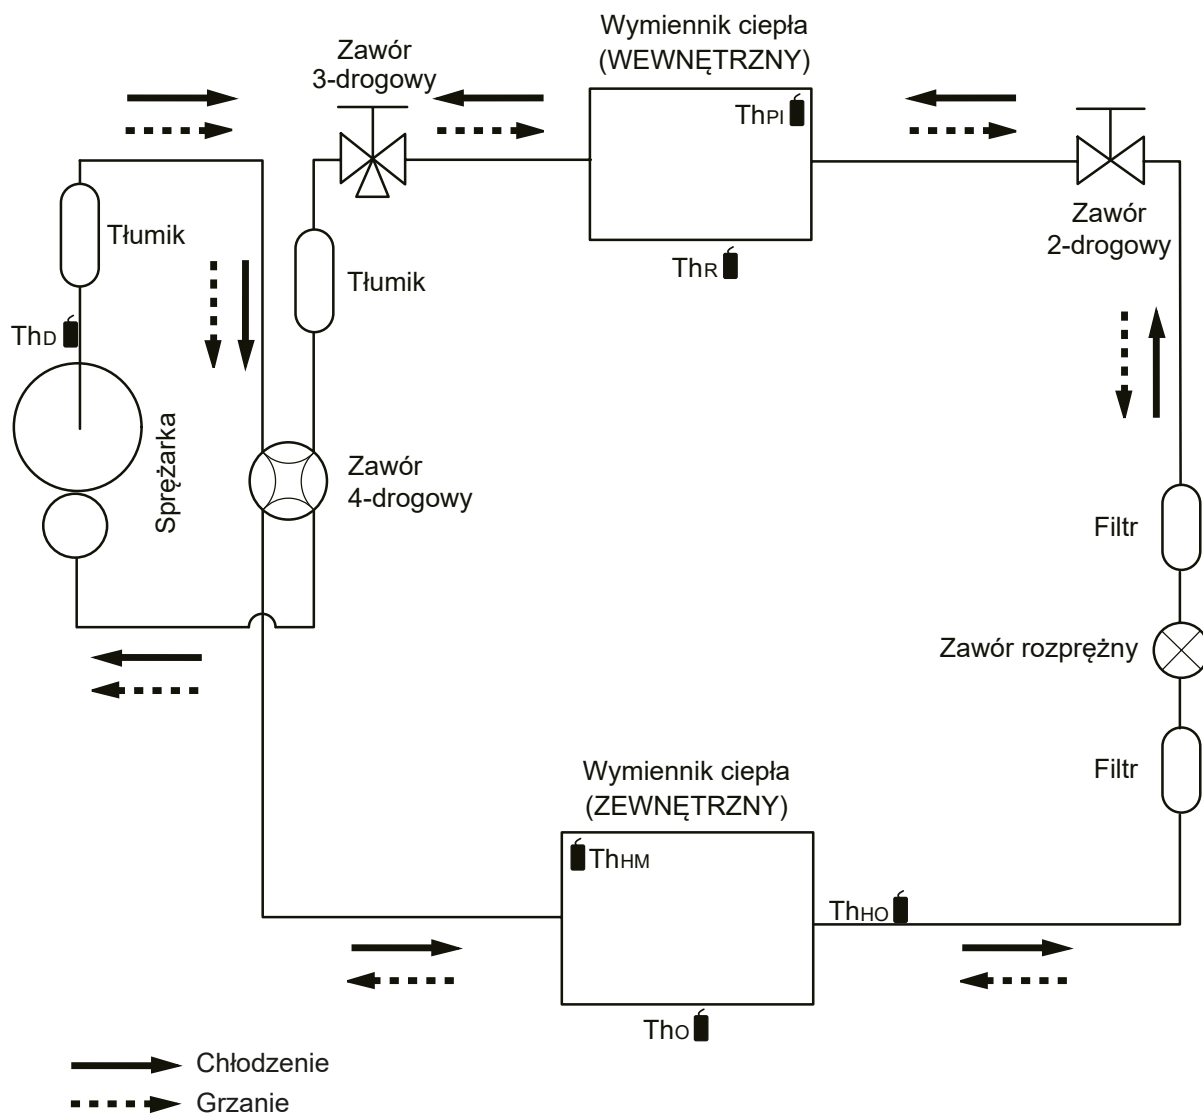 Wymiennik ciepła
(WEWNĘTRZNY)
Zawór
3-drogowy
ThPI
Tłumik
Zawór
2-drogowy
ThR
Tłumik
ThD
Sprężarka
Zawór
4-drogowy
Filtr
Zawór rozprężny
Filtr
Wymiennik ciepła
(ZEWNĘTRZNY)
ThHM
ThHO
ThO
Chłodzenie
Grzanie